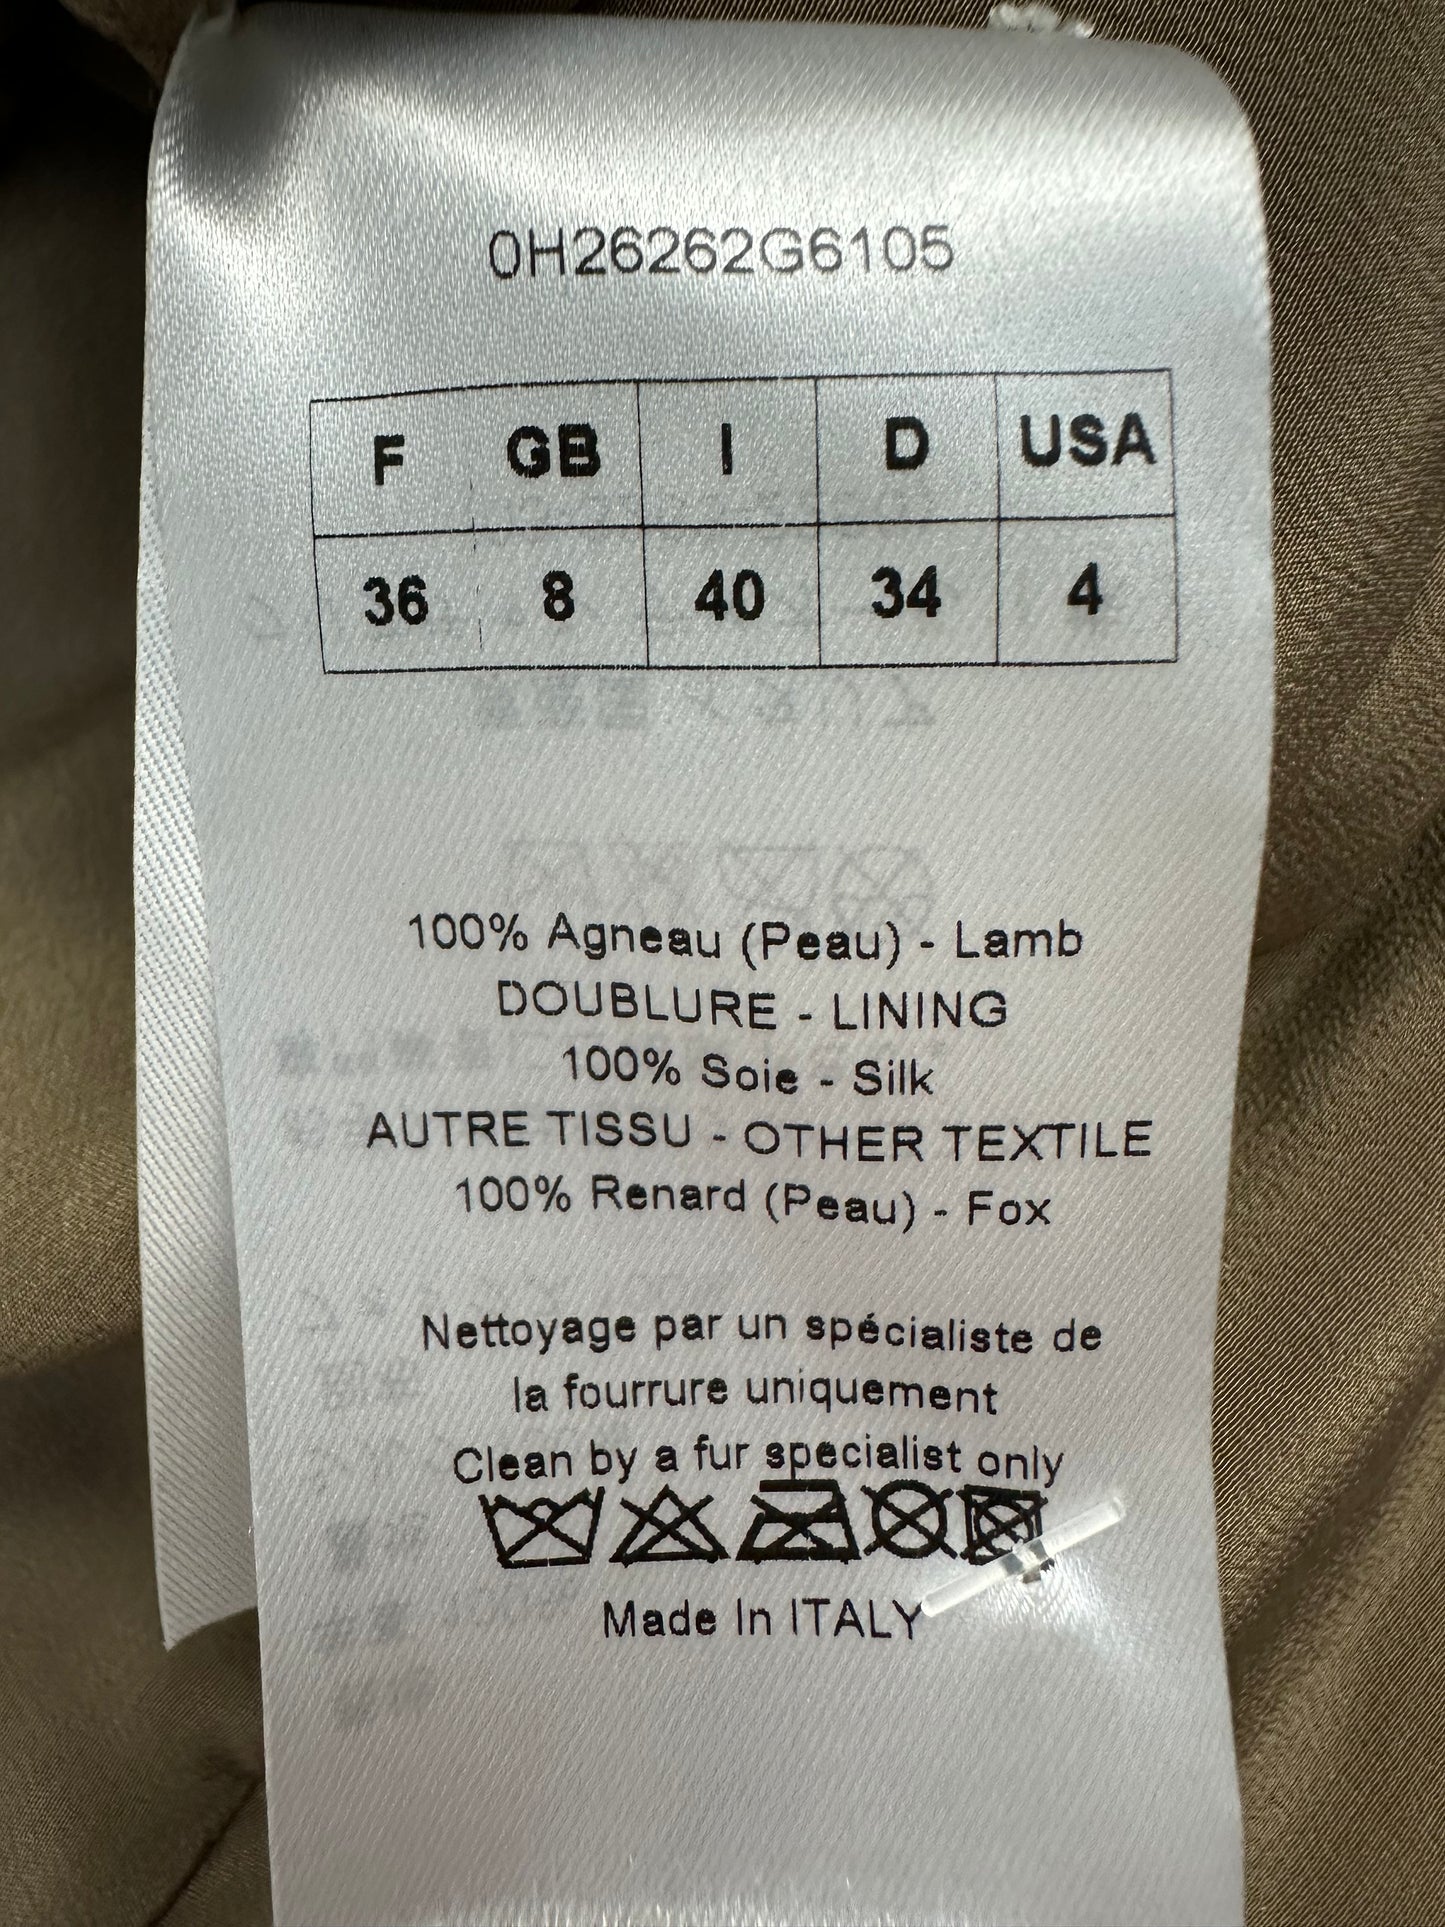 0H26262G6105
F GB I D USA
36 8 40 34 4
100% Agneau (Peau) - Lamb
DOUBLURE - LINING
100% Soie - Silk
AUTRE TISSU - OTHER TEXTILE
100% Renard (Peau) - Fox
Nettoyage par un spécialiste de
la fourrure uniquement
Clean by a fur specialist only
Made In ITALY